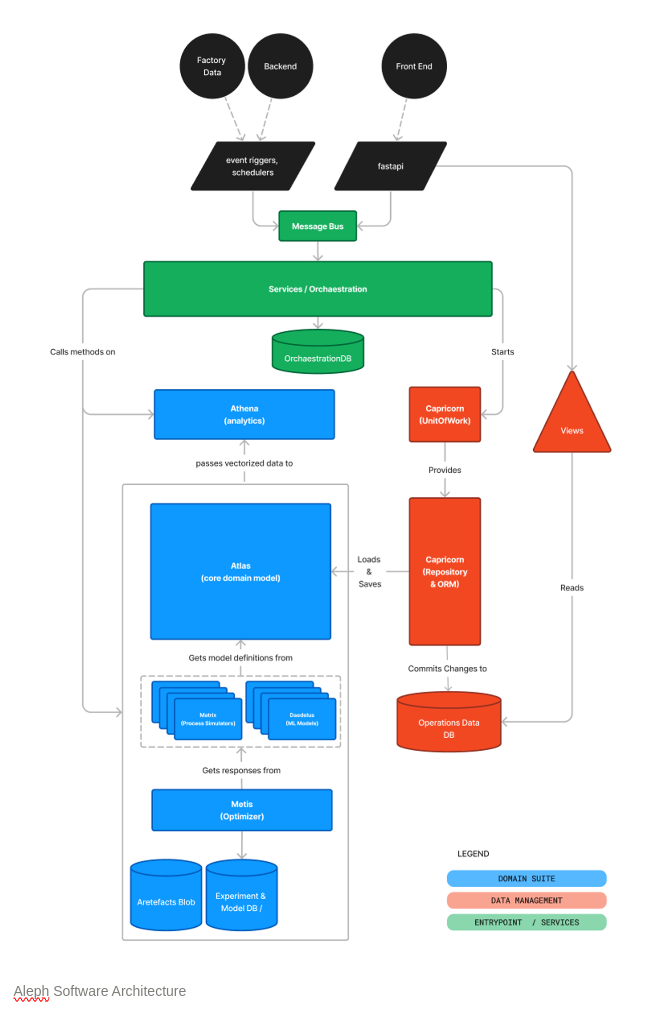 Factory
Data
Backend
Front End
event riggers,
schedulers
fastapi
Message Bus
Services / Orchaestration
Calls methods on
OrchaestrationDB
Starts
Athena
(analytics)
Capricorn
(UnitOfWork)
Views
passes vectorized data to
Provides
Atlas
(core domain model)
Loads
&
Saves
Capricorn
(Repository
& ORM)
Reads
Gets model definitions from
Commits Changes to
Matrix
(Process Simulators)
Daedelus
(ML Models)
Operations Data
DB
Gets responses from
Metis
(Optimizer)
Aretefacts Blob
Experiment &
Model DB /
LEGEND
DOMAIN SUITE
DATA MANAGEMENT
ENTRYPOINT / SERVICES
Aleph Software Architecture